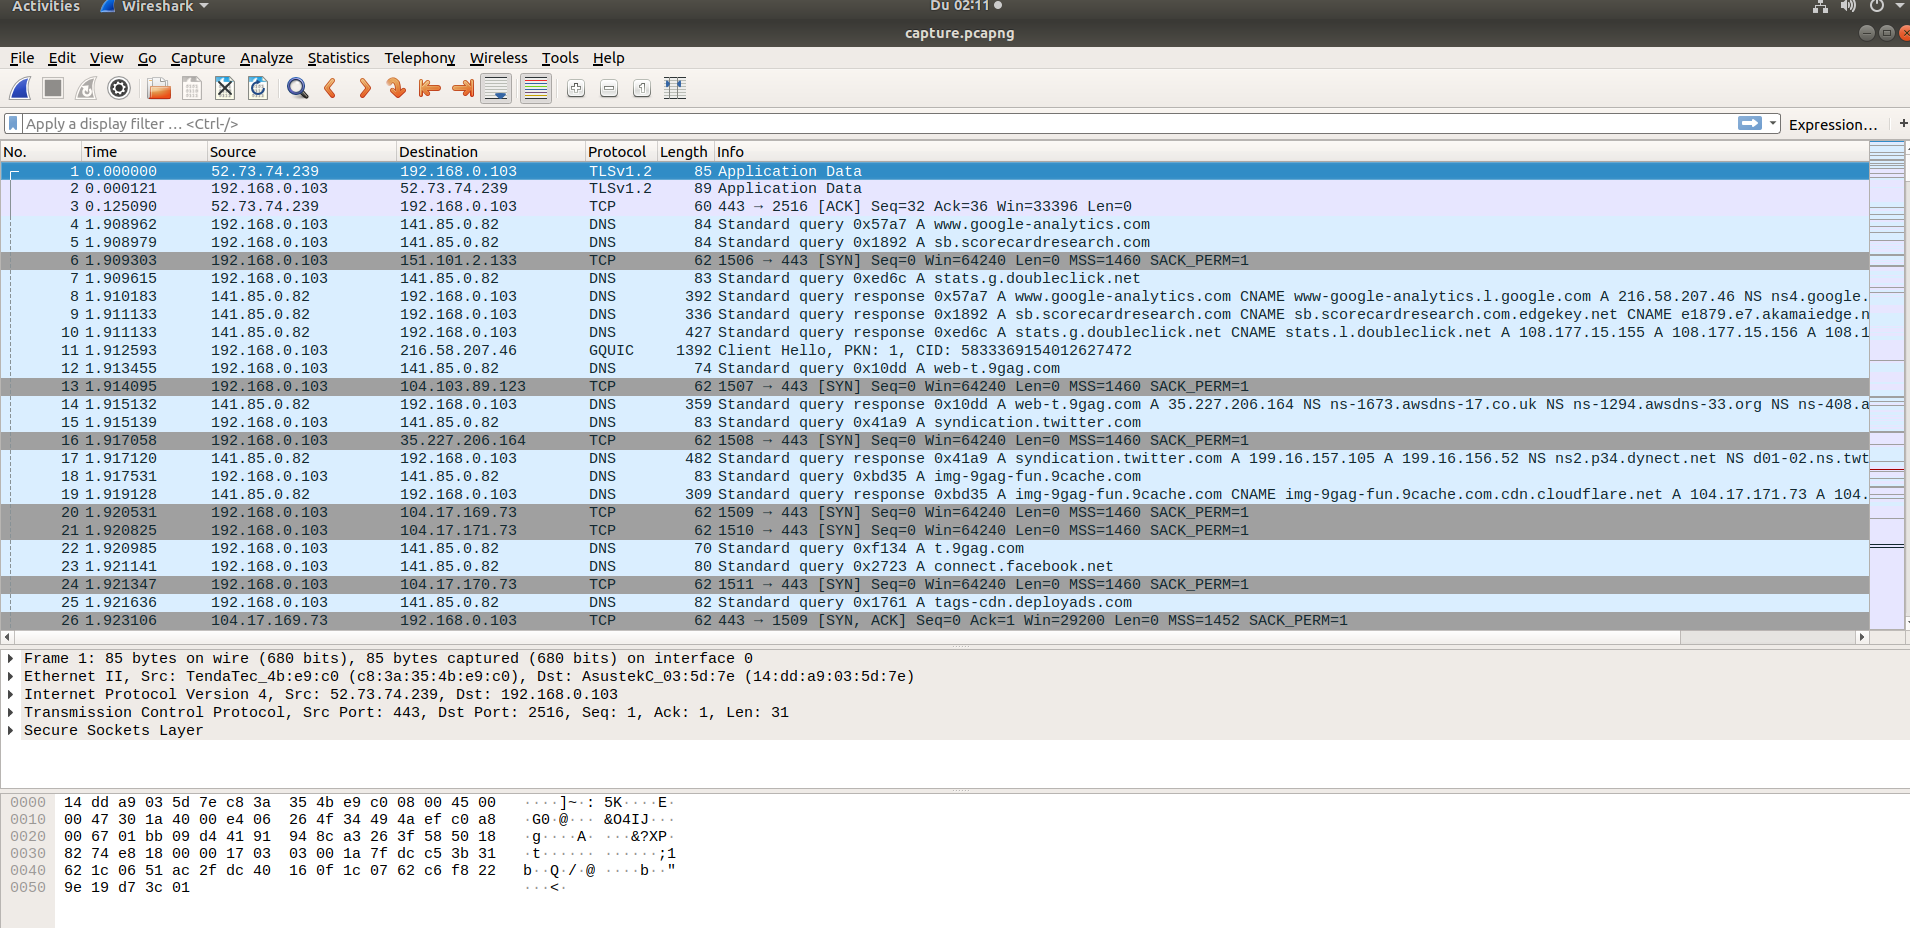 Activities Wireshark Du 02:11
capture.pcapng
File Edit View Go Capture Analyze Statistics Telephony Wireless Tools Help
Apply a display filter … <Ctrl-/> Expression… +
No. Time Source Destination Protocol Length Info
1 0.000000 52.73.74.239 192.168.0.103 TLSv1.2 85 Application Data
2 0.000121 192.168.0.103 52.73.74.239 TLSv1.2 89 Application Data
3 0.125090 52.73.74.239 192.168.0.103 TCP 60 443 → 2516 [ACK] Seq=32 Ack=36 Win=33396 Len=0
4 1.908962 192.168.0.103 141.85.0.82 DNS 84 Standard query 0x57a7 A www.google-analytics.com
5 1.908979 192.168.0.103 141.85.0.82 DNS 84 Standard query 0x1892 A sb.scorecardresearch.com
6 1.909303 192.168.0.103 151.101.2.133 TCP 62 1506 → 443 [SYN] Seq=0 Win=64240 Len=0 MSS=1460 SACK_PERM=1
7 1.909615 192.168.0.103 141.85.0.82 DNS 83 Standard query 0xed6c A stats.g.doubleclick.net
8 1.910183 141.85.0.82 192.168.0.103 DNS 392 Standard query response 0x57a7 A www.google-analytics.com CNAME www-google-analytics.l.google.com A 216.58.207.46 NS ns4.google.
9 1.911133 141.85.0.82 192.168.0.103 DNS 336 Standard query response 0x1892 A sb.scorecardresearch.com CNAME sb.scorecardresearch.com.edgekey.net CNAME e1879.e7.akamaiedge.n
10 1.911133 141.85.0.82 192.168.0.103 DNS 427 Standard query response 0xed6c A stats.g.doubleclick.net CNAME stats.l.doubleclick.net A 108.177.15.155 A 108.177.15.156 A 108.1
11 1.912593 192.168.0.103 216.58.207.46 GQUIC 1392 Client Hello, PKN: 1, CID: 5833369154012627472
12 1.913455 192.168.0.103 141.85.0.82 DNS 74 Standard query 0x10dd A web-t.9gag.com
13 1.914095 192.168.0.103 104.103.89.123 TCP 62 1507 → 443 [SYN] Seq=0 Win=64240 Len=0 MSS=1460 SACK_PERM=1
14 1.915132 141.85.0.82 192.168.0.103 DNS 359 Standard query response 0x10dd A web-t.9gag.com A 35.227.206.164 NS ns-1673.awsdns-17.co.uk NS ns-1294.awsdns-33.org NS ns-408.a
15 1.915139 192.168.0.103 141.85.0.82 DNS 83 Standard query 0x41a9 A syndication.twitter.com
16 1.917058 192.168.0.103 35.227.206.164 TCP 62 1508 → 443 [SYN] Seq=0 Win=64240 Len=0 MSS=1460 SACK_PERM=1
17 1.917120 141.85.0.82 192.168.0.103 DNS 482 Standard query response 0x41a9 A syndication.twitter.com A 199.16.157.105 A 199.16.156.52 NS ns2.p34.dynect.net NS d01-02.ns.twt
18 1.917531 192.168.0.103 141.85.0.82 DNS 83 Standard query 0xbd35 A img-9gag-fun.9cache.com
19 1.919128 141.85.0.82 192.168.0.103 DNS 309 Standard query response 0xbd35 A img-9gag-fun.9cache.com CNAME img-9gag-fun.9cache.com.cdn.cloudflare.net A 104.17.171.73 A 104.
20 1.920531 192.168.0.103 104.17.169.73 TCP 62 1509 → 443 [SYN] Seq=0 Win=64240 Len=0 MSS=1460 SACK_PERM=1
21 1.920825 192.168.0.103 104.17.171.73 TCP 62 1510 → 443 [SYN] Seq=0 Win=64240 Len=0 MSS=1460 SACK_PERM=1
22 1.920985 192.168.0.103 141.85.0.82 DNS 70 Standard query 0xf134 A t.9gag.com
23 1.921141 192.168.0.103 141.85.0.82 DNS 80 Standard query 0x2723 A connect.facebook.net
24 1.921347 192.168.0.103 104.17.170.73 TCP 62 1511 → 443 [SYN] Seq=0 Win=64240 Len=0 MSS=1460 SACK_PERM=1
25 1.921636 192.168.0.103 141.85.0.82 DNS 82 Standard query 0x1761 A tags-cdn.deployads.com
26 1.923106 104.17.169.73 192.168.0.103 TCP 62 443 → 1509 [SYN, ACK] Seq=0 Ack=1 Win=29200 Len=0 MSS=1452 SACK_PERM=1
Frame 1: 85 bytes on wire (680 bits), 85 bytes captured (680 bits) on interface 0
Ethernet II, Src: TendaTec_4b:e9:c0 (c8:3a:35:4b:e9:c0), Dst: AsustekC_03:5d:7e (14:dd:a9:03:5d:7e)
Internet Protocol Version 4, Src: 52.73.74.239, Dst: 192.168.0.103
Transmission Control Protocol, Src Port: 443, Dst Port: 2516, Seq: 1, Ack: 1, Len: 31
Secure Sockets Layer
0000 14 dd a9 03 5d 7e c8 3a 35 4b e9 c0 08 00 45 00 ····]~·: 5K····E·
0010 00 47 30 1a 40 00 e4 06 26 4f 34 49 4a ef c0 a8 ·G0·@··· &O4IJ···
0020 00 67 01 bb 09 d4 41 91 94 8c a3 26 3f 58 50 18 ·g····A· ···&?XP·
0030 82 74 e8 18 00 00 17 03 03 00 1a 7f dc c5 3b 31 ·t······ ······;1
0040 62 1c 06 51 ac 2f dc 40 16 0f 1c 07 62 c6 f8 22 b··Q·/·@ ····b··"
0050 9e 19 d7 3c 01 ···<·